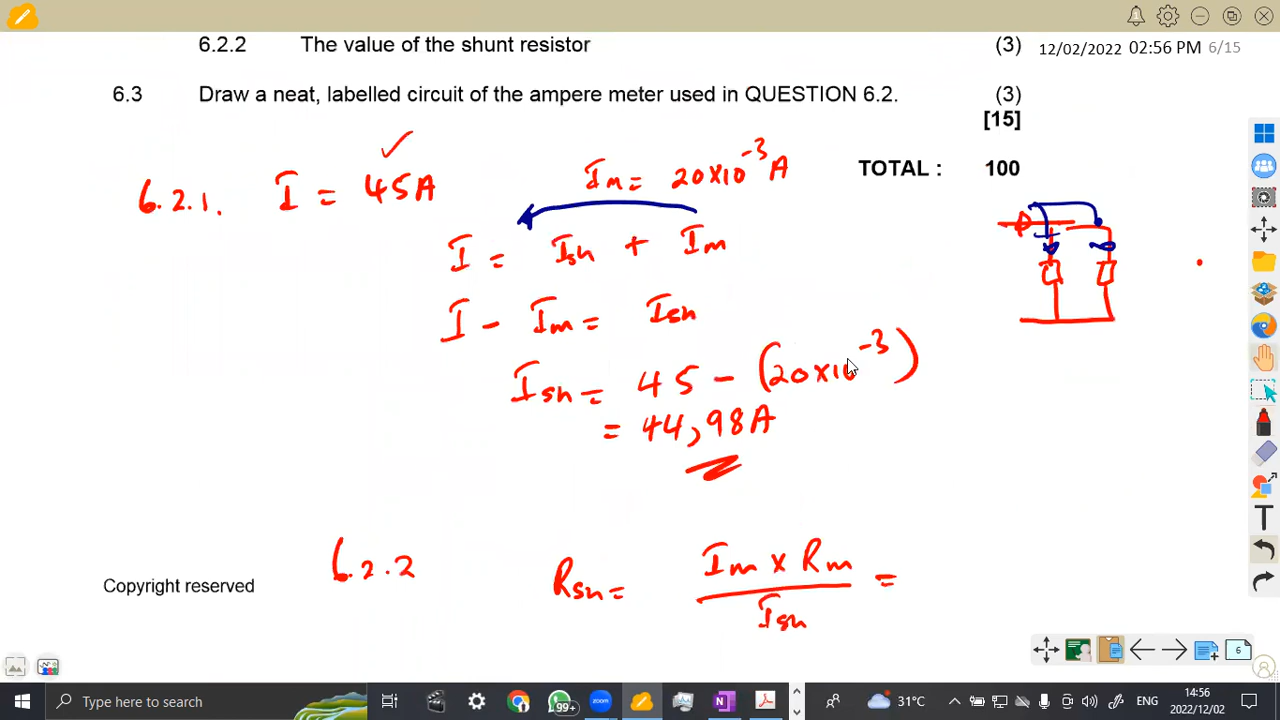 6.2.2 The value of the shunt resistor (3)
12/02/2022 02:56 PM 6/15
6.3 Draw a neat, labelled circuit of the ampere meter used in QUESTION 6.2. (3)
[15]
TOTAL : 100
6.2.1. I = 45A
Im = 20×10⁻³A
I = Ish + Im
I - Im = Ish
Ish = 45 - (20×10⁻³)
= 44,98A
6.2.2 Rsh = Im × Rm / Ish =
Copyright reserved
T
6
Type here to search
99+
31°C
ENG
14:56
2022/12/02